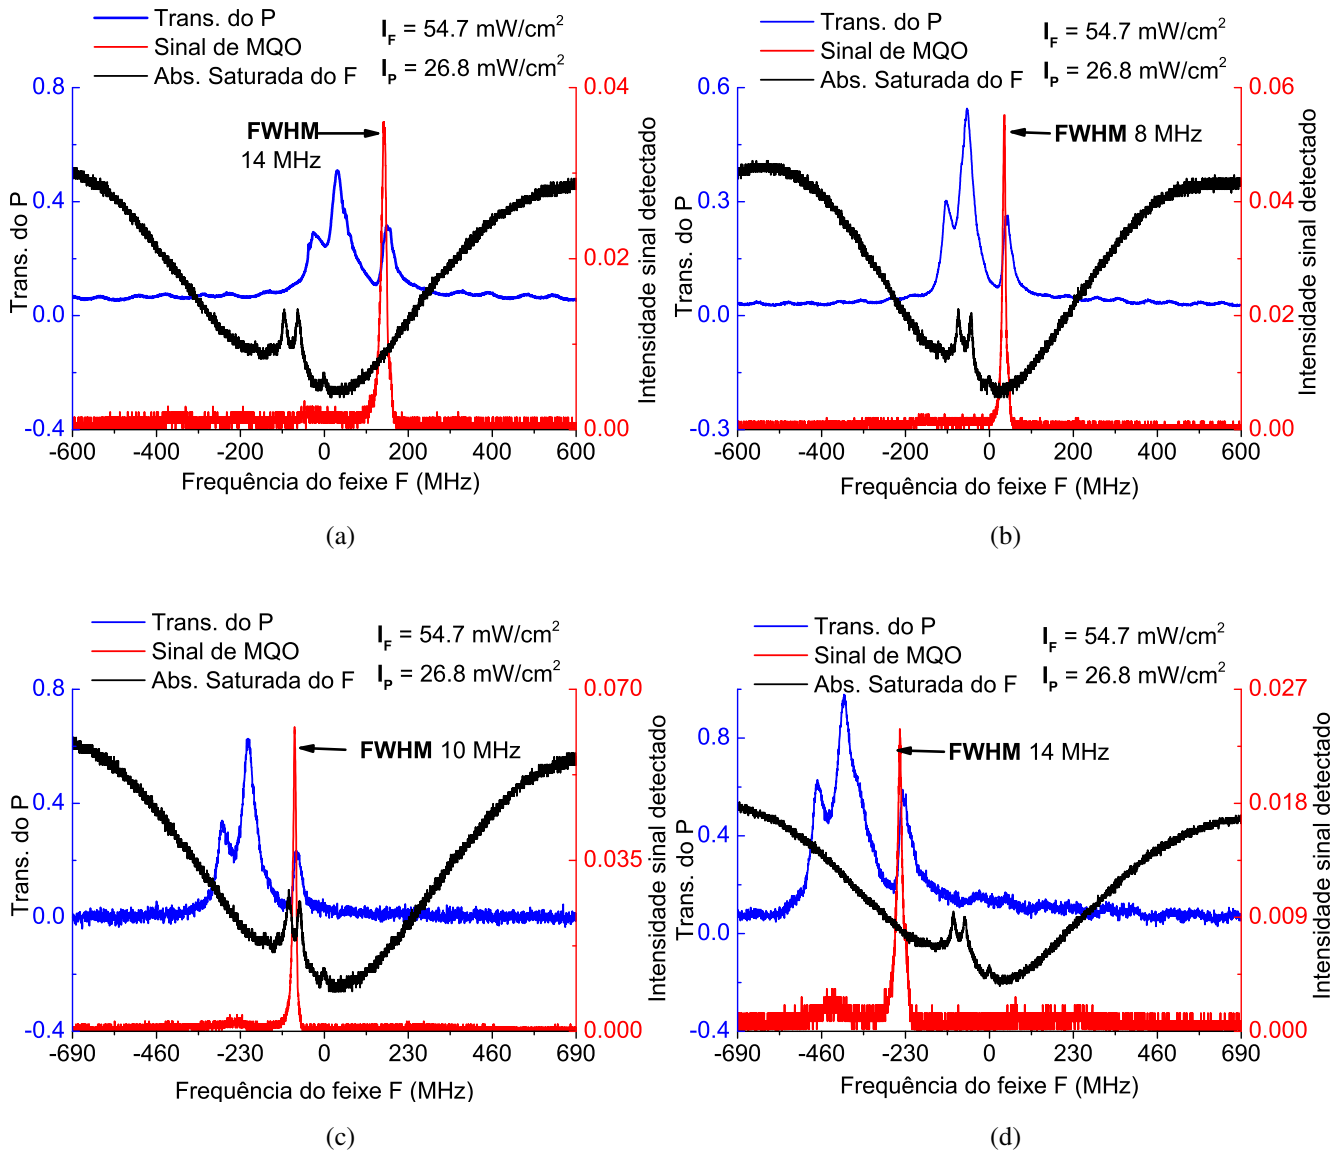 Trans. do P
Sinal de MQO
Abs. Saturada do F
I_F = 54.7 mW/cm²
I_P = 26.8 mW/cm²
FWHM
14 MHz
Trans. do P
0.8
0.4
0.0
-0.4
0.04
0.02
0.00
Intensidade sinal detectado
-600 -400 -200 0 200 400 600
Frequência do feixe F (MHz)
(a)
Trans. do P
Sinal de MQO
Abs. Saturada do F
I_F = 54.7 mW/cm²
I_P = 26.8 mW/cm²
FWHM 8 MHz
Trans. do P
0.6
0.3
0.0
-0.3
0.06
0.04
0.02
0.00
Intensidade sinal detectado
-600 -400 -200 0 200 400 600
Frequência do feixe F (MHz)
(b)
Trans. do P
Sinal de MQO
Abs. Saturada do F
I_F = 54.7 mW/cm²
I_P = 26.8 mW/cm²
FWHM 10 MHz
Trans. do P
0.8
0.4
0.0
-0.4
0.070
0.035
0.000
Intensidade sinal detectado
-690 -460 -230 0 230 460 690
Frequência do feixe F (MHz)
(c)
Trans. do P
Sinal de MQO
Abs. Saturada do F
I_F = 54.7 mW/cm²
I_P = 26.8 mW/cm²
FWHM 14 MHz
Trans. do P
0.8
0.4
0.0
-0.4
0.027
0.018
0.009
0.000
Intensidade sinal detectado
-690 -460 -230 0 230 460 690
Frequência do feixe F (MHz)
(d)